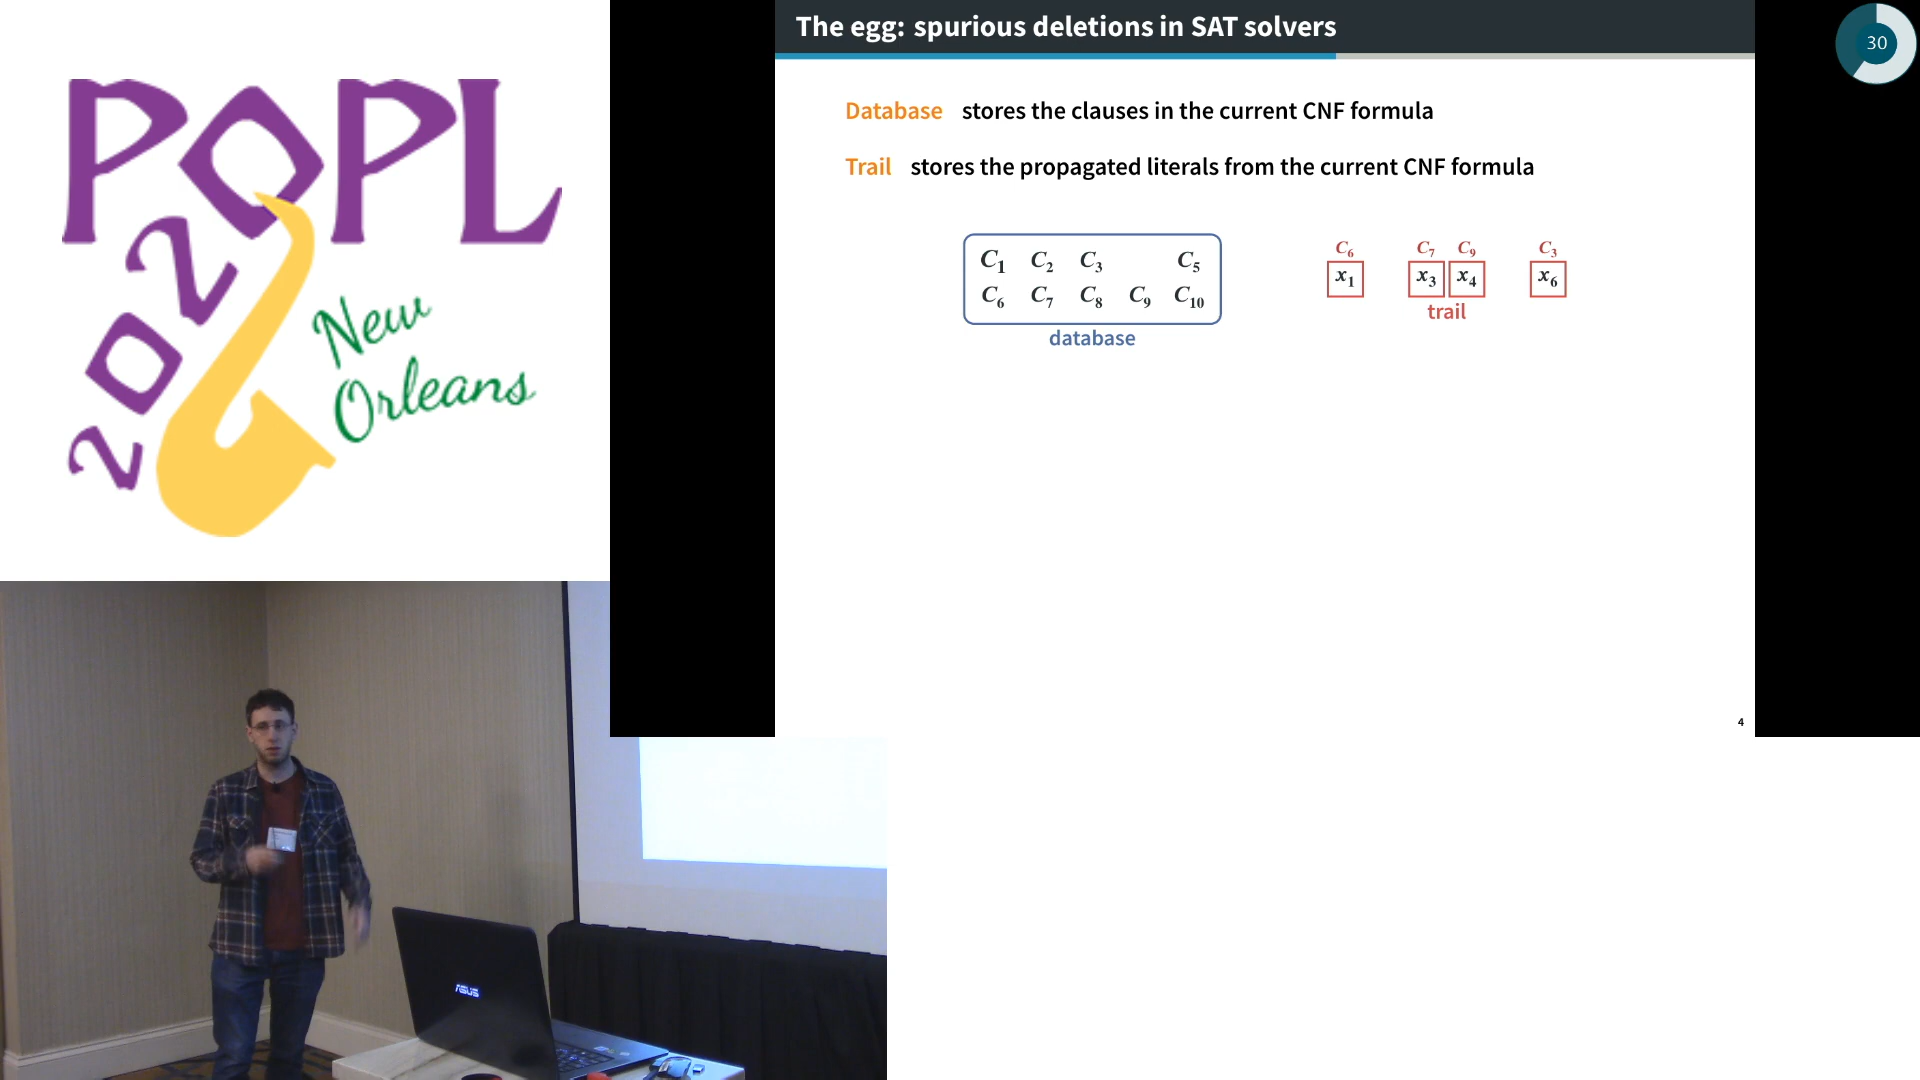 POPL
2020
New
Orleans
The egg: spurious deletions in SAT solvers
30
Database stores the clauses in the current CNF formula
Trail stores the propagated literals from the current CNF formula
C1 C2 C3 C5
C6 C7 C8 C9 C10
database
C6 C7 C9 C3
x1 x3 x4 x6
trail
4
ASUS